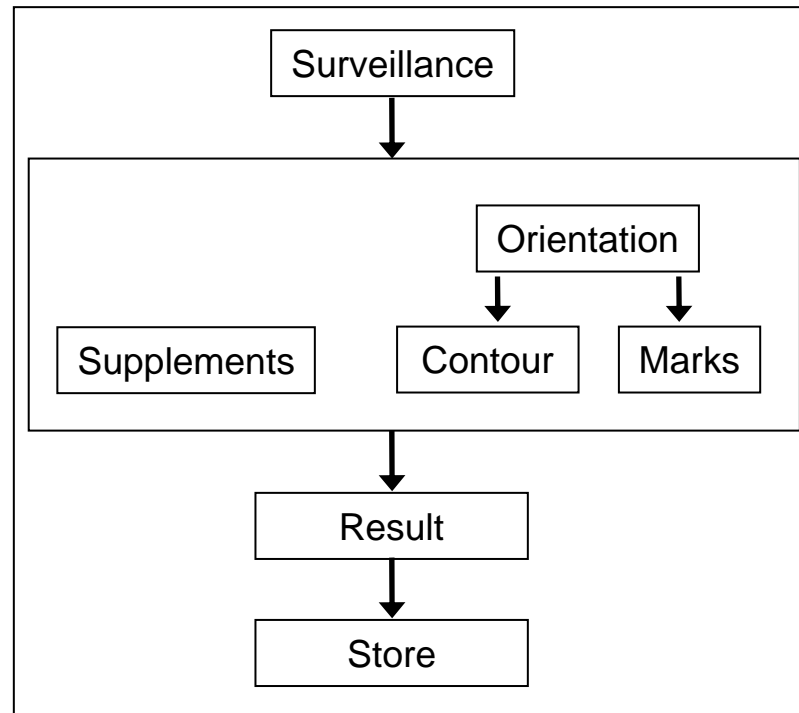 Surveillance
Orientation
Supplements
Contour
Marks
Result
Store